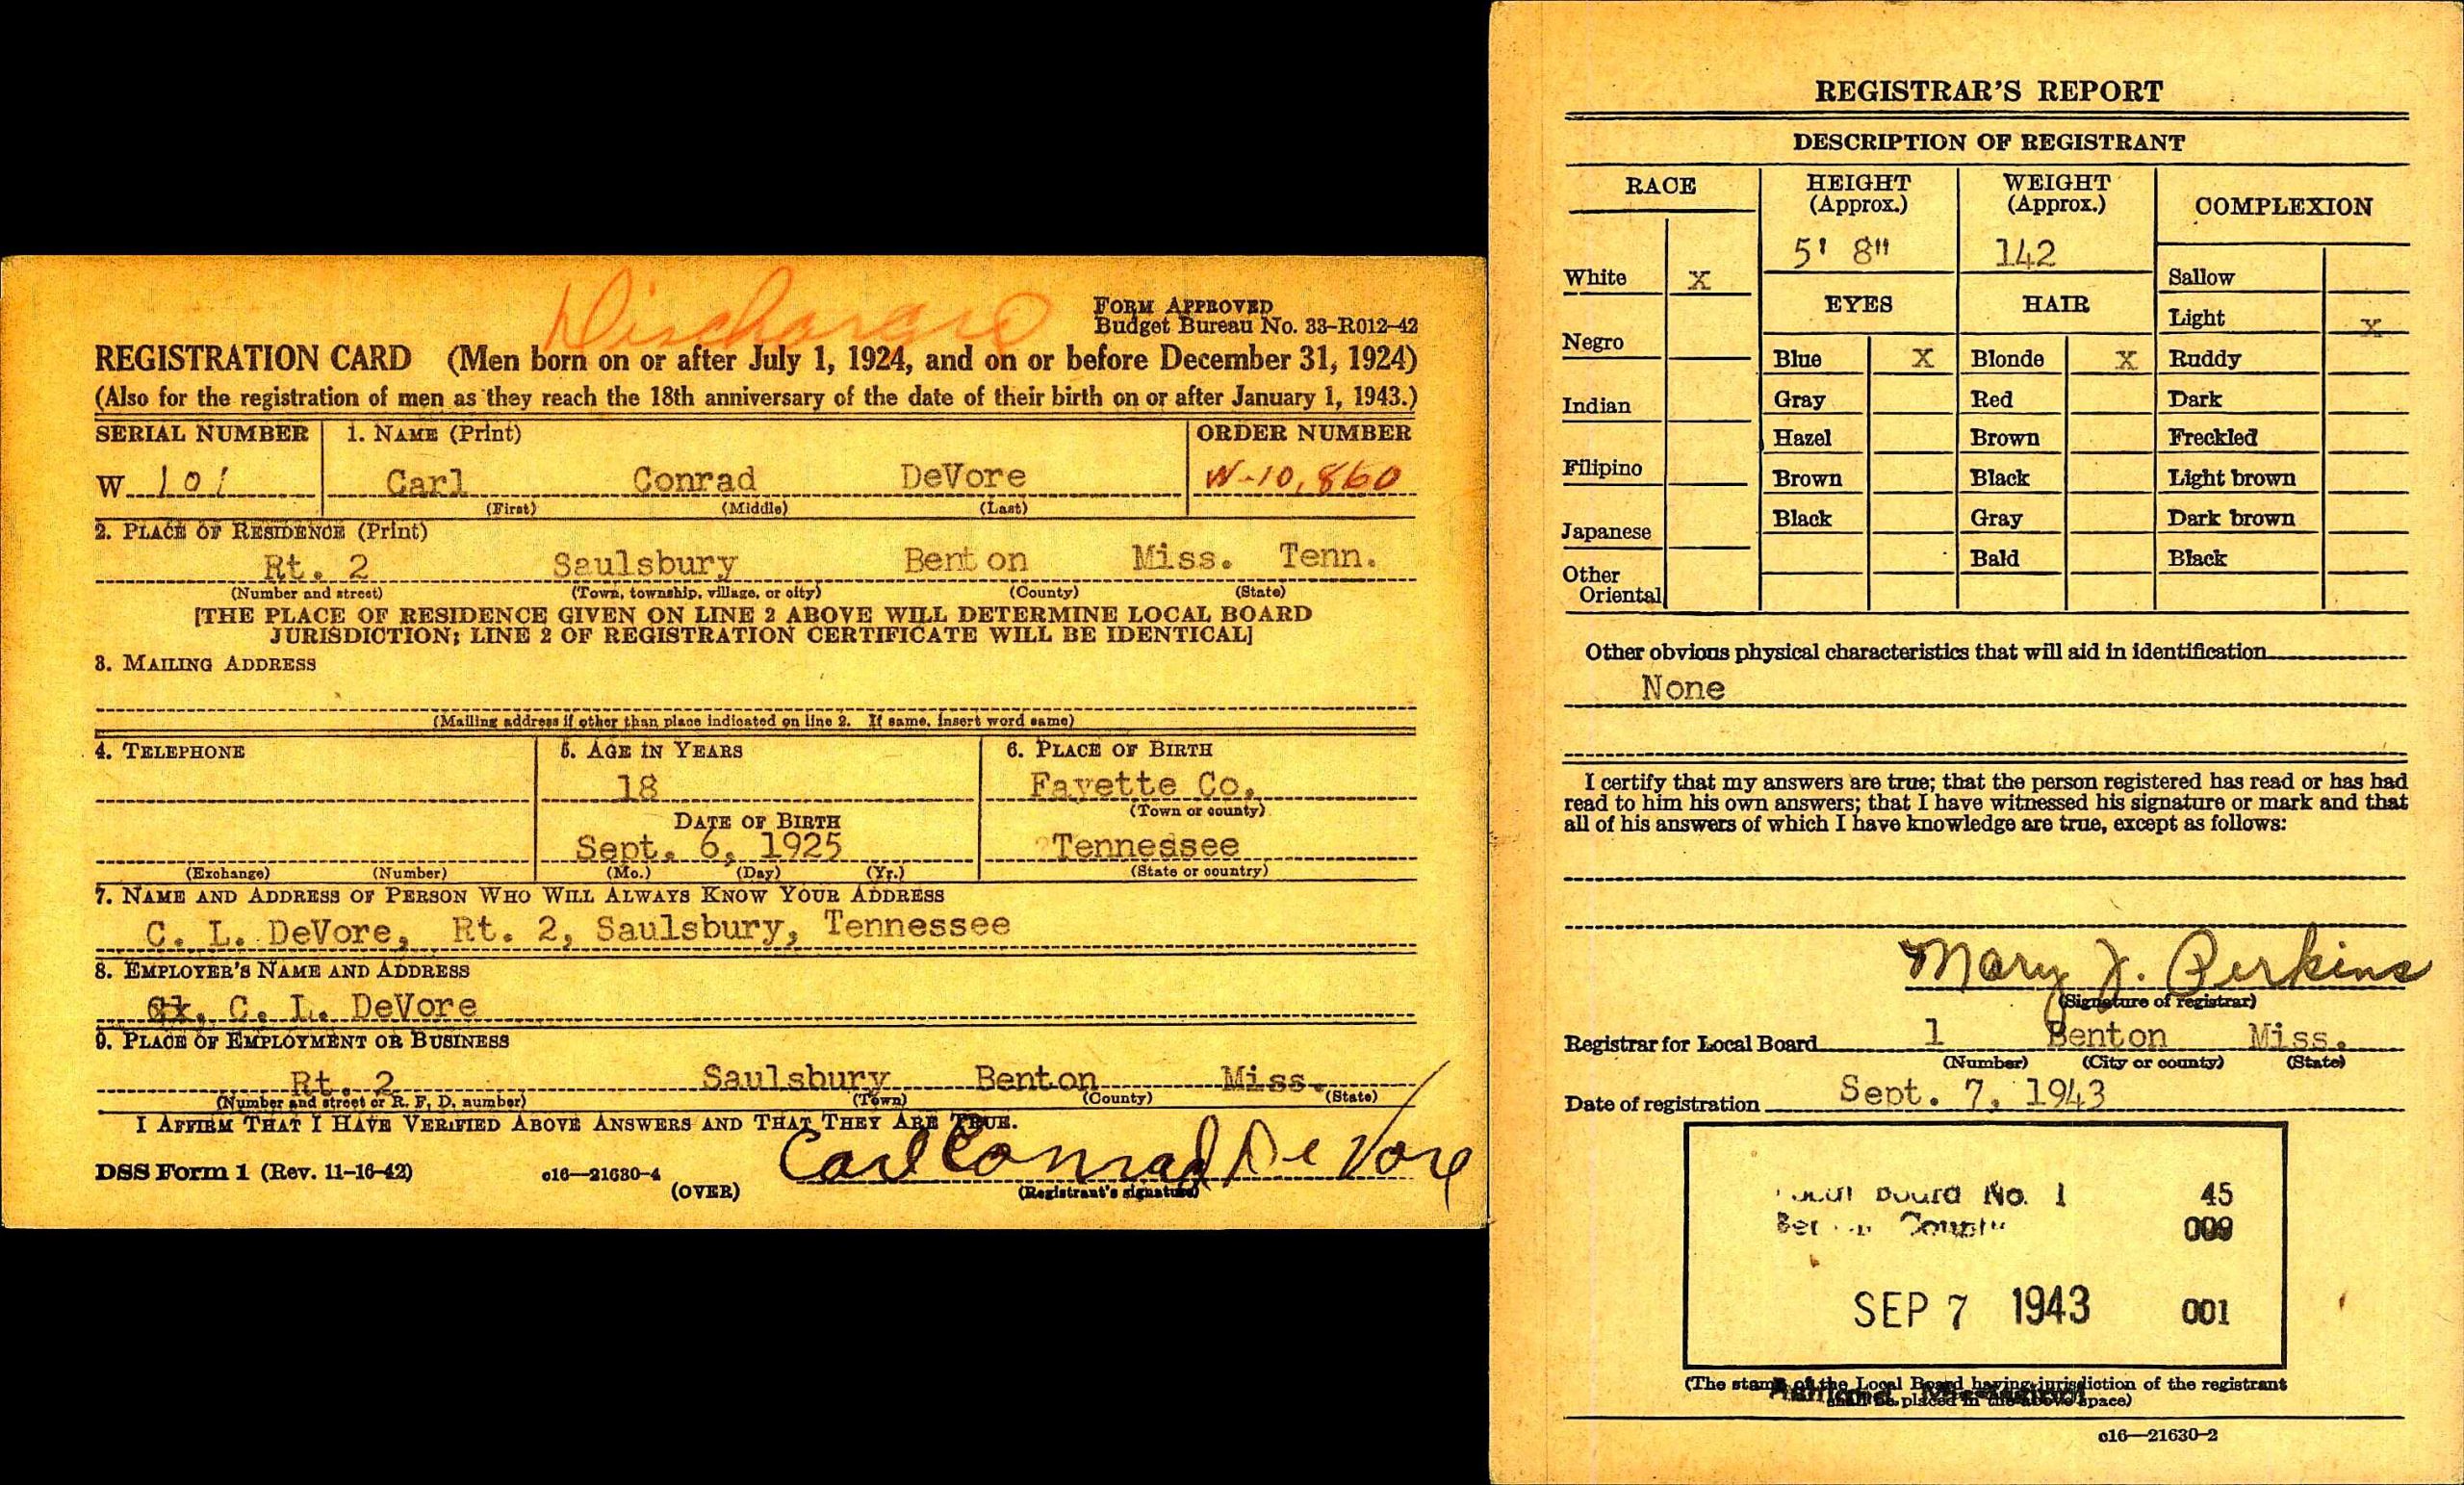 Discharged
FORM APPROVED
Budget Bureau No. 33-R012-42
REGISTRATION CARD (Men born on or after July 1, 1924, and on or before December 31, 1924)
(Also for the registration of men as they reach the 18th anniversary of the date of their birth on or after January 1, 1943.)
SERIAL NUMBER 1. NAME (Print) ORDER NUMBER
W 101 Carl Conrad DeVore W-10,860
(First) (Middle) (Last)
2. PLACE OF RESIDENCE (Print)
Rt. 2 Saulsbury Benton Miss. Tenn.
(Number and street) (Town, township, village, or city) (County) (State)
[THE PLACE OF RESIDENCE GIVEN ON LINE 2 ABOVE WILL DETERMINE LOCAL BOARD
JURISDICTION; LINE 2 OF REGISTRATION CERTIFICATE WILL BE IDENTICAL]
3. MAILING ADDRESS
(Mailing address if other than place indicated on line 2. If same, insert word same)
4. TELEPHONE 5. AGE IN YEARS 6. PLACE OF BIRTH
18 Fayette Co.
DATE OF BIRTH (Town or county)
Sept. 6, 1925 Tennessee
(Exchange) (Number) (Mo.) (Day) (Yr.) (State or country)
7. NAME AND ADDRESS OF PERSON WHO WILL ALWAYS KNOW YOUR ADDRESS
C. L. DeVore, Rt. 2, Saulsbury, Tennessee
8. EMPLOYER'S NAME AND ADDRESS
C. L. DeVore
9. PLACE OF EMPLOYMENT OR BUSINESS
Rt. 2 Saulsbury Benton Miss.
(Number and street or R. F. D. number) (Town) (County) (State)
I AFFIRM THAT I HAVE VERIFIED ABOVE ANSWERS AND THAT THEY ARE TRUE.
Carl Conrad DeVore
DSS Form 1 (Rev. 11-16-42) c16—21630-4
(OVER) (Registrant's signature)
REGISTRAR'S REPORT
DESCRIPTION OF REGISTRANT
RACE HEIGHT (Approx.) WEIGHT (Approx.) COMPLEXION
5' 8" 142
White X Sallow
EYES HAIR
Light X
Negro
Blue X Blonde X Ruddy
Indian Gray Red Dark
Hazel Brown Freckled
Filipino Brown Black Light brown
Japanese Black Gray Dark brown
Other Oriental Bald Black
Other obvious physical characteristics that will aid in identification
None
I certify that my answers are true; that the person registered has read or has had
read to him his own answers; that I have witnessed his signature or mark and that
all of his answers of which I have knowledge are true, except as follows:
Mary J. Perkins
(Signature of registrar)
Registrar for Local Board 1 Benton Miss.
(Number) (City or county) (State)
Date of registration Sept. 7, 1943
Local Board No. 1 45
Benton County 009
SEP 7 1943 001
(The stamp of the Local Board having jurisdiction of the registrant
shall be placed in the above space)
Ashland, Mississippi
c16—21630-2